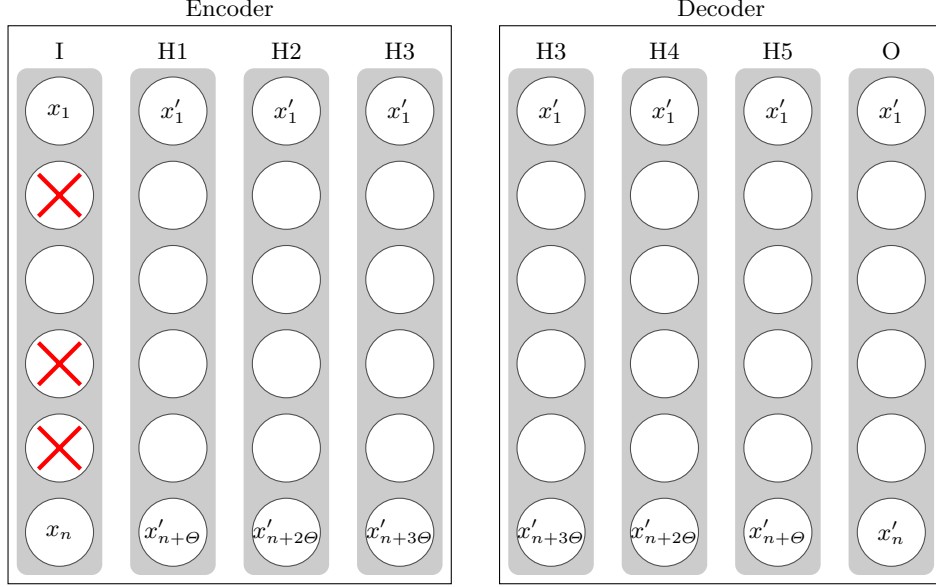 Encoder Decoder
I H1 H2 H3 H3 H4 H5 O
x₁ x′₁ x′₁ x′₁ x′₁ x′₁ x′₁ x′₁
xₙ x′ₙ₊Θ x′ₙ₊₂Θ x′ₙ₊₃Θ x′ₙ₊₃Θ x′ₙ₊₂Θ x′ₙ₊Θ x′ₙ